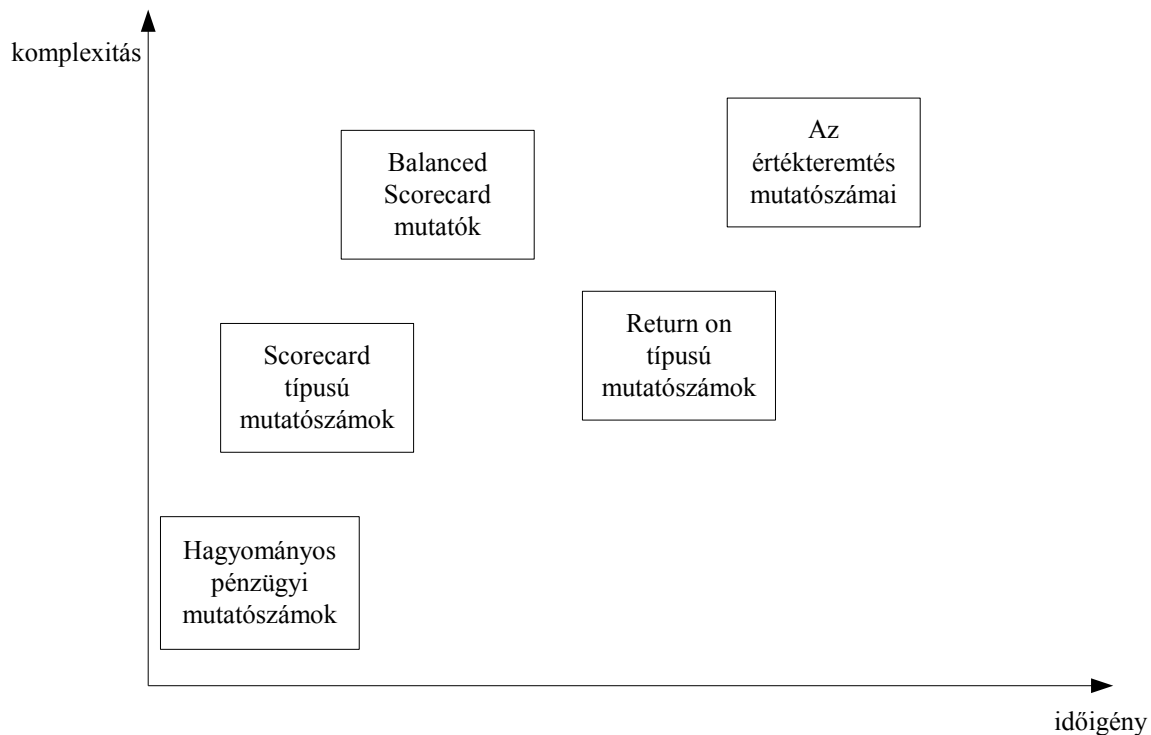 komplexitás
Az
értékteremtés
mutatószámai
Balanced
Scorecard
mutatók
Return on
típusú
mutatószámok
Scorecard
típusú
mutatószámok
Hagyományos
pénzügyi
mutatószámok
időigény